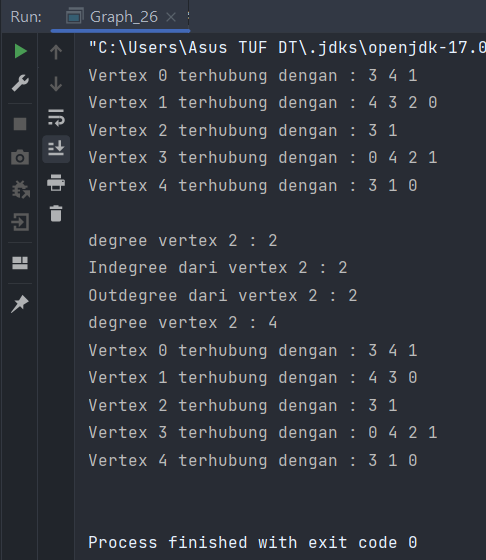 Run: Graph_26
"C:\Users\Asus TUF DT\.jdks\openjdk-17.0
Vertex 0 terhubung dengan : 3 4 1
Vertex 1 terhubung dengan : 4 3 2 0
Vertex 2 terhubung dengan : 3 1
Vertex 3 terhubung dengan : 0 4 2 1
Vertex 4 terhubung dengan : 3 1 0
degree vertex 2 : 2
Indegree dari vertex 2 : 2
Outdegree dari vertex 2 : 2
degree vertex 2 : 4
Vertex 0 terhubung dengan : 3 4 1
Vertex 1 terhubung dengan : 4 3 0
Vertex 2 terhubung dengan : 3 1
Vertex 3 terhubung dengan : 0 4 2 1
Vertex 4 terhubung dengan : 3 1 0
Process finished with exit code 0